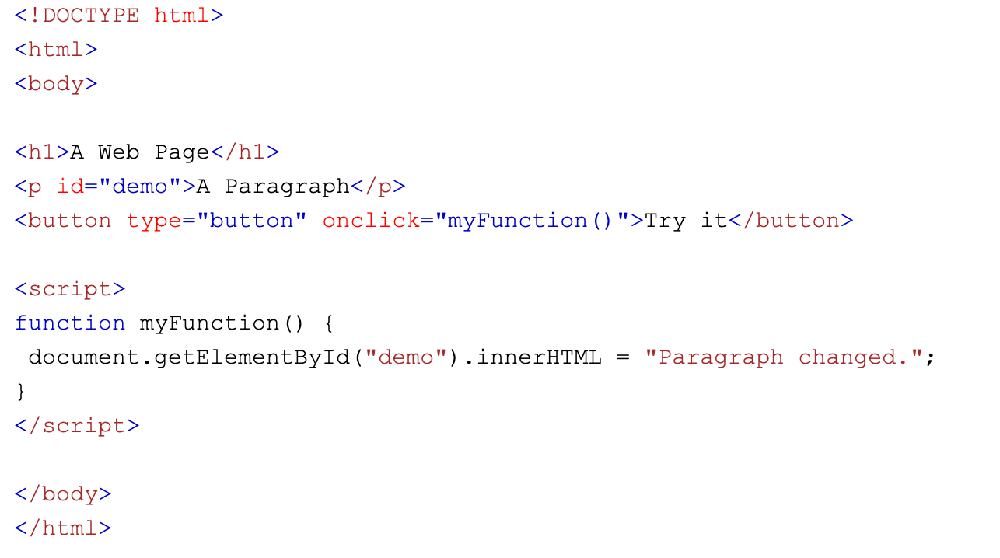 <!DOCTYPE html>
<html>
<body>
<h1>A Web Page</h1>
<p id="demo">A Paragraph</p>
<button type="button" onclick="myFunction()">Try it</button>
<script>
function myFunction() {
 document.getElementById("demo").innerHTML = "Paragraph changed.";
}
</script>
</body>
</html>